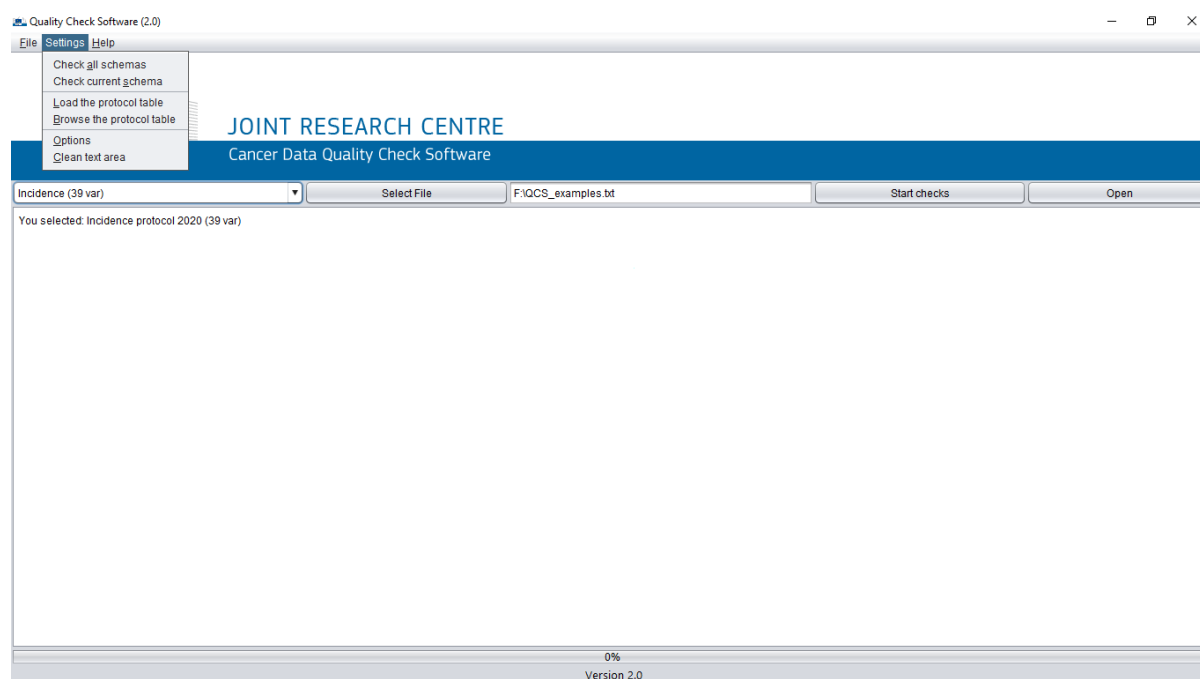 Quality Check Software (2.0)
File Settings Help
Check all schemas
Check current schema
Load the protocol table
Browse the protocol table
Options
Clean text area
JOINT RESEARCH CENTRE
Cancer Data Quality Check Software
Incidence (39 var) Select File F:\QCS_examples.txt Start checks Open
You selected: Incidence protocol 2020 (39 var)
0%
Version 2.0